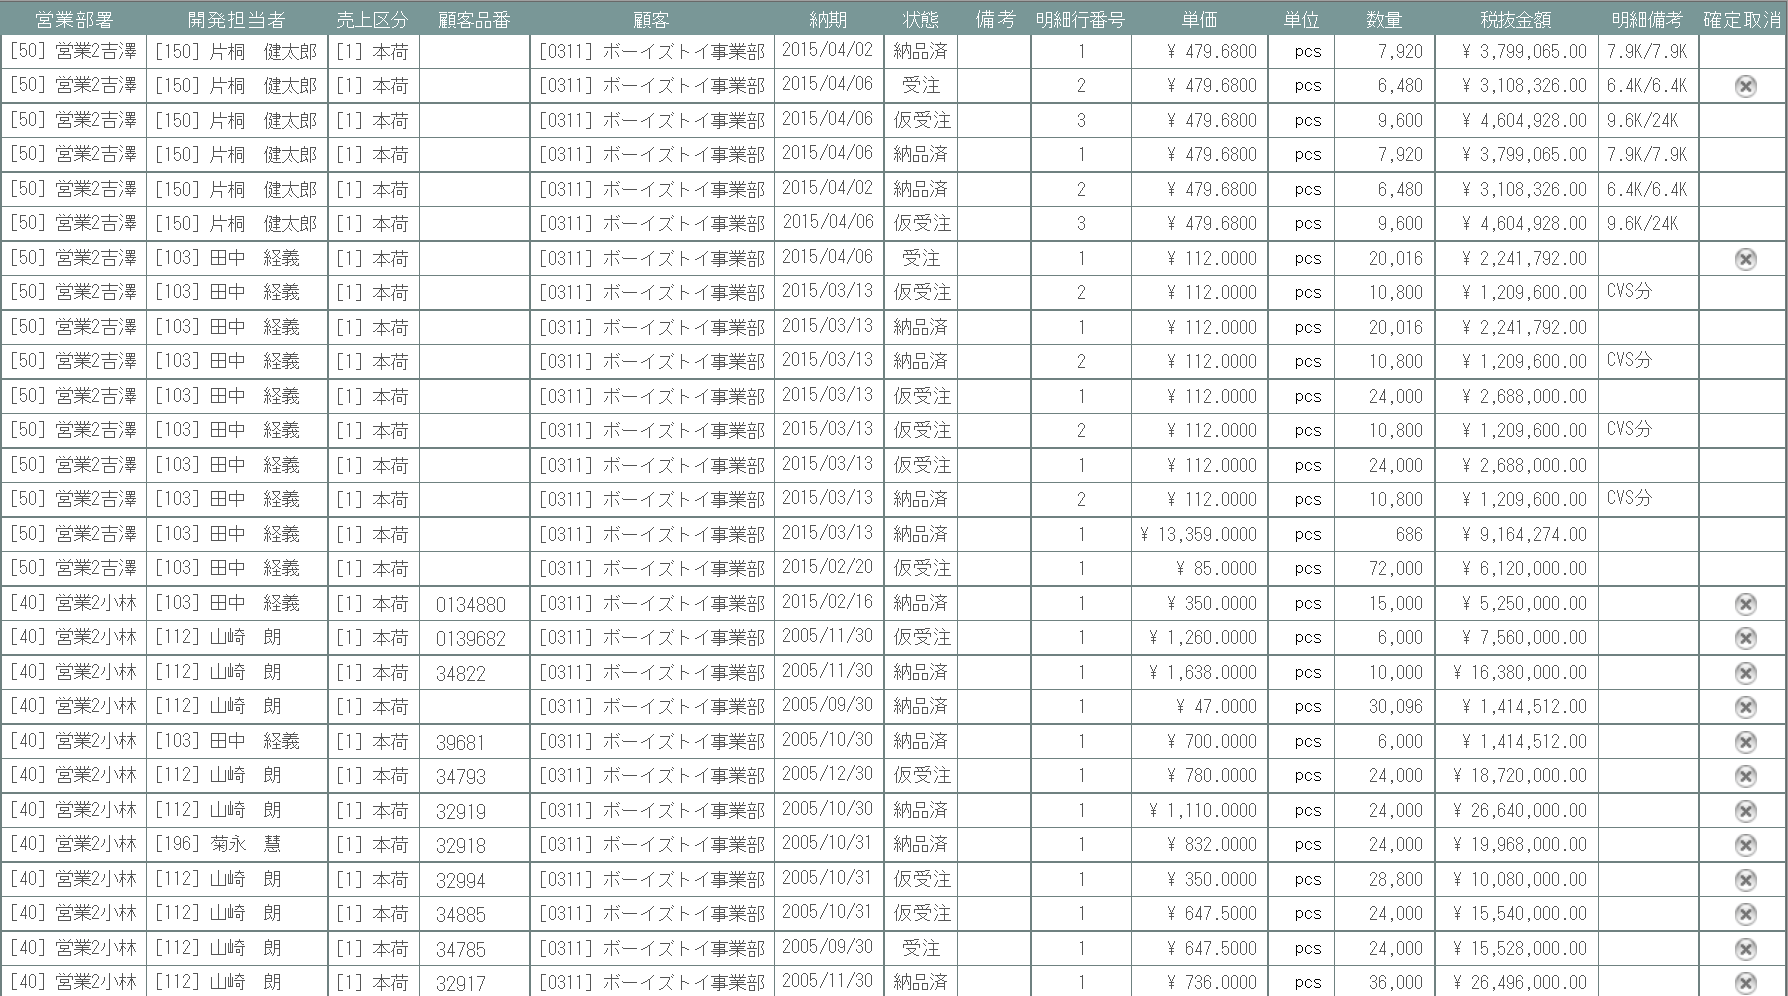 営業部署 開発担当者 売上区分 顧客品番 顧客 納期 状態 備考 明細行番号 単価 単位 数量 税抜金額 明細備考 確定取消
[50] 営業2吉澤 [150] 片桐　健太郎 [1] 本荷 [0311] ボーイズトイ事業部 2015/04/02 納品済 1 ¥ 479.6800 pcs 7,920 ¥ 3,799,065.00 7.9K/7.9K
[50] 営業2吉澤 [150] 片桐　健太郎 [1] 本荷 [0311] ボーイズトイ事業部 2015/04/06 受注 2 ¥ 479.6800 pcs 6,480 ¥ 3,108,326.00 6.4K/6.4K
[50] 営業2吉澤 [150] 片桐　健太郎 [1] 本荷 [0311] ボーイズトイ事業部 2015/04/06 仮受注 3 ¥ 479.6800 pcs 9,600 ¥ 4,604,928.00 9.6K/24K
[50] 営業2吉澤 [150] 片桐　健太郎 [1] 本荷 [0311] ボーイズトイ事業部 2015/04/06 納品済 1 ¥ 479.6800 pcs 7,920 ¥ 3,799,065.00 7.9K/7.9K
[50] 営業2吉澤 [150] 片桐　健太郎 [1] 本荷 [0311] ボーイズトイ事業部 2015/04/02 納品済 2 ¥ 479.6800 pcs 6,480 ¥ 3,108,326.00 6.4K/6.4K
[50] 営業2吉澤 [150] 片桐　健太郎 [1] 本荷 [0311] ボーイズトイ事業部 2015/04/06 仮受注 3 ¥ 479.6800 pcs 9,600 ¥ 4,604,928.00 9.6K/24K
[50] 営業2吉澤 [103] 田中　経義 [1] 本荷 [0311] ボーイズトイ事業部 2015/04/06 受注 1 ¥ 112.0000 pcs 20,016 ¥ 2,241,792.00
[50] 営業2吉澤 [103] 田中　経義 [1] 本荷 [0311] ボーイズトイ事業部 2015/03/13 仮受注 2 ¥ 112.0000 pcs 10,800 ¥ 1,209,600.00 CVS分
[50] 営業2吉澤 [103] 田中　経義 [1] 本荷 [0311] ボーイズトイ事業部 2015/03/13 納品済 1 ¥ 112.0000 pcs 20,016 ¥ 2,241,792.00
[50] 営業2吉澤 [103] 田中　経義 [1] 本荷 [0311] ボーイズトイ事業部 2015/03/13 納品済 2 ¥ 112.0000 pcs 10,800 ¥ 1,209,600.00 CVS分
[50] 営業2吉澤 [103] 田中　経義 [1] 本荷 [0311] ボーイズトイ事業部 2015/03/13 仮受注 1 ¥ 112.0000 pcs 24,000 ¥ 2,688,000.00
[50] 営業2吉澤 [103] 田中　経義 [1] 本荷 [0311] ボーイズトイ事業部 2015/03/13 仮受注 2 ¥ 112.0000 pcs 10,800 ¥ 1,209,600.00 CVS分
[50] 営業2吉澤 [103] 田中　経義 [1] 本荷 [0311] ボーイズトイ事業部 2015/03/13 仮受注 1 ¥ 112.0000 pcs 24,000 ¥ 2,688,000.00
[50] 営業2吉澤 [103] 田中　経義 [1] 本荷 [0311] ボーイズトイ事業部 2015/03/13 納品済 2 ¥ 112.0000 pcs 10,800 ¥ 1,209,600.00 CVS分
[50] 営業2吉澤 [103] 田中　経義 [1] 本荷 [0311] ボーイズトイ事業部 2015/03/13 納品済 1 ¥ 13,359.0000 pcs 686 ¥ 9,164,274.00
[50] 営業2吉澤 [103] 田中　経義 [1] 本荷 [0311] ボーイズトイ事業部 2015/02/20 仮受注 1 ¥ 85.0000 pcs 72,000 ¥ 6,120,000.00
[40] 営業2小林 [103] 田中　経義 [1] 本荷 0134880 [0311] ボーイズトイ事業部 2015/02/16 納品済 1 ¥ 350.0000 pcs 15,000 ¥ 5,250,000.00
[40] 営業2小林 [112] 山崎　朗 [1] 本荷 0139682 [0311] ボーイズトイ事業部 2005/11/30 仮受注 1 ¥ 1,260.0000 pcs 6,000 ¥ 7,560,000.00
[40] 営業2小林 [112] 山崎　朗 [1] 本荷 34822 [0311] ボーイズトイ事業部 2005/11/30 納品済 1 ¥ 1,638.0000 pcs 10,000 ¥ 16,380,000.00
[40] 営業2小林 [112] 山崎　朗 [1] 本荷 [0311] ボーイズトイ事業部 2005/09/30 納品済 1 ¥ 47.0000 pcs 30,096 ¥ 1,414,512.00
[40] 営業2小林 [103] 田中　経義 [1] 本荷 39681 [0311] ボーイズトイ事業部 2005/10/30 納品済 1 ¥ 700.0000 pcs 6,000 ¥ 1,414,512.00
[40] 営業2小林 [112] 山崎　朗 [1] 本荷 34793 [0311] ボーイズトイ事業部 2005/12/30 仮受注 1 ¥ 780.0000 pcs 24,000 ¥ 18,720,000.00
[40] 営業2小林 [112] 山崎　朗 [1] 本荷 32919 [0311] ボーイズトイ事業部 2005/10/30 納品済 1 ¥ 1,110.0000 pcs 24,000 ¥ 26,640,000.00
[40] 営業2小林 [196] 菊永　慧 [1] 本荷 32918 [0311] ボーイズトイ事業部 2005/10/31 納品済 1 ¥ 832.0000 pcs 24,000 ¥ 19,968,000.00
[40] 営業2小林 [112] 山崎　朗 [1] 本荷 32994 [0311] ボーイズトイ事業部 2005/10/31 仮受注 1 ¥ 350.0000 pcs 28,800 ¥ 10,080,000.00
[40] 営業2小林 [112] 山崎　朗 [1] 本荷 34885 [0311] ボーイズトイ事業部 2005/10/31 仮受注 1 ¥ 647.5000 pcs 24,000 ¥ 15,540,000.00
[40] 営業2小林 [112] 山崎　朗 [1] 本荷 34785 [0311] ボーイズトイ事業部 2005/09/30 受注 1 ¥ 647.5000 pcs 24,000 ¥ 15,528,000.00
[40] 営業2小林 [112] 山崎　朗 [1] 本荷 32917 [0311] ボーイズトイ事業部 2005/11/30 納品済 1 ¥ 736.0000 pcs 36,000 ¥ 26,496,000.00